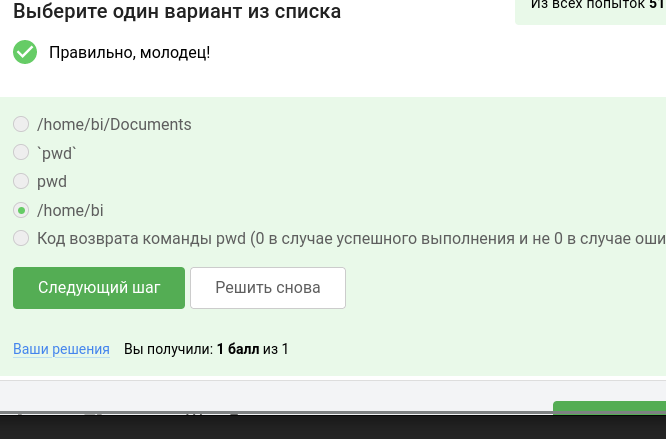 Выберите один вариант из списка
Из всех попыток 51
Правильно, молодец!
/home/bi/Documents
`pwd`
pwd
/home/bi
Код возврата команды pwd (0 в случае успешного выполнения и не 0 в случае оши
Следующий шаг
Решить снова
Ваши решения Вы получили: 1 балл из 1